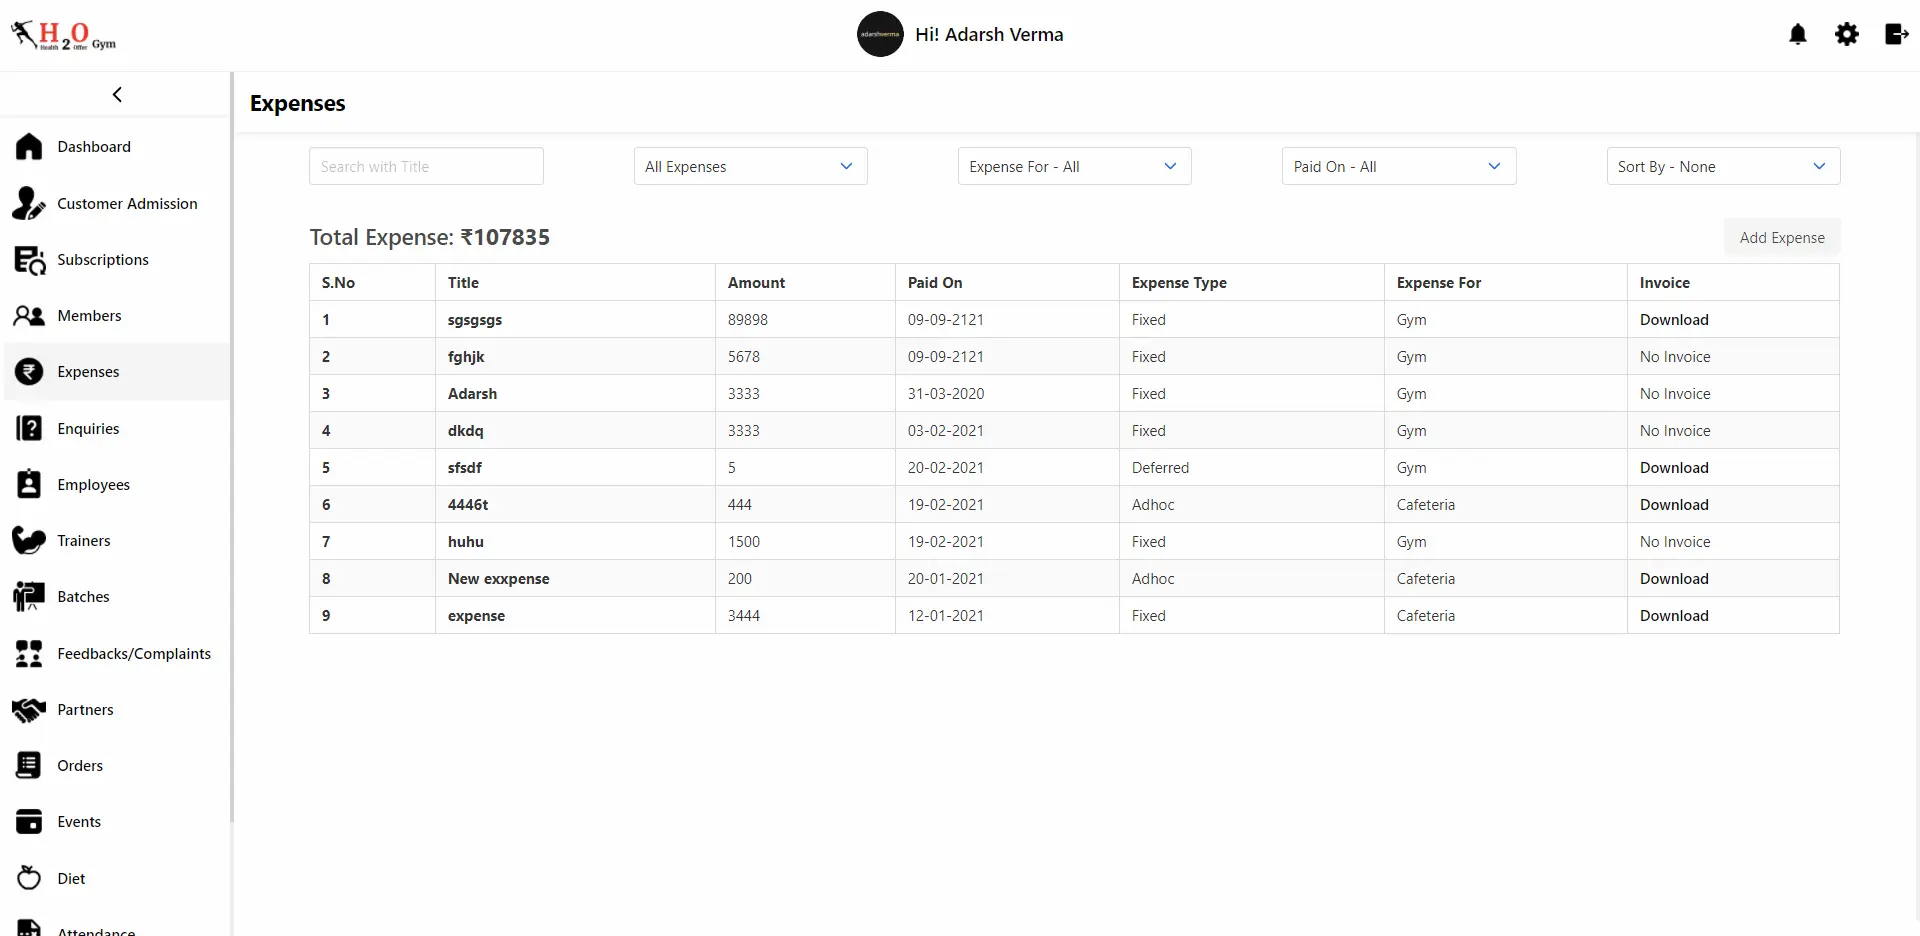 H2O Gym
Health Offer
adarshverma
Hi! Adarsh Verma
Expenses
Dashboard
Customer Admission
Subscriptions
Members
Expenses
Enquiries
Employees
Trainers
Batches
Feedbacks/Complaints
Partners
Orders
Events
Diet
Attendance
Search with Title
All Expenses
Expense For - All
Paid On - All
Sort By - None
Total Expense: ₹107835
Add Expense
S.No Title Amount Paid On Expense Type Expense For Invoice
1 sgsgsgs 89898 09-09-2121 Fixed Gym Download
2 fghjk 5678 09-09-2121 Fixed Gym No Invoice
3 Adarsh 3333 31-03-2020 Fixed Gym No Invoice
4 dkdq 3333 03-02-2021 Fixed Gym No Invoice
5 sfsdf 5 20-02-2021 Deferred Gym Download
6 4446t 444 19-02-2021 Adhoc Cafeteria Download
7 huhu 1500 19-02-2021 Fixed Gym No Invoice
8 New exxpense 200 20-01-2021 Adhoc Cafeteria Download
9 expense 3444 12-01-2021 Fixed Cafeteria Download